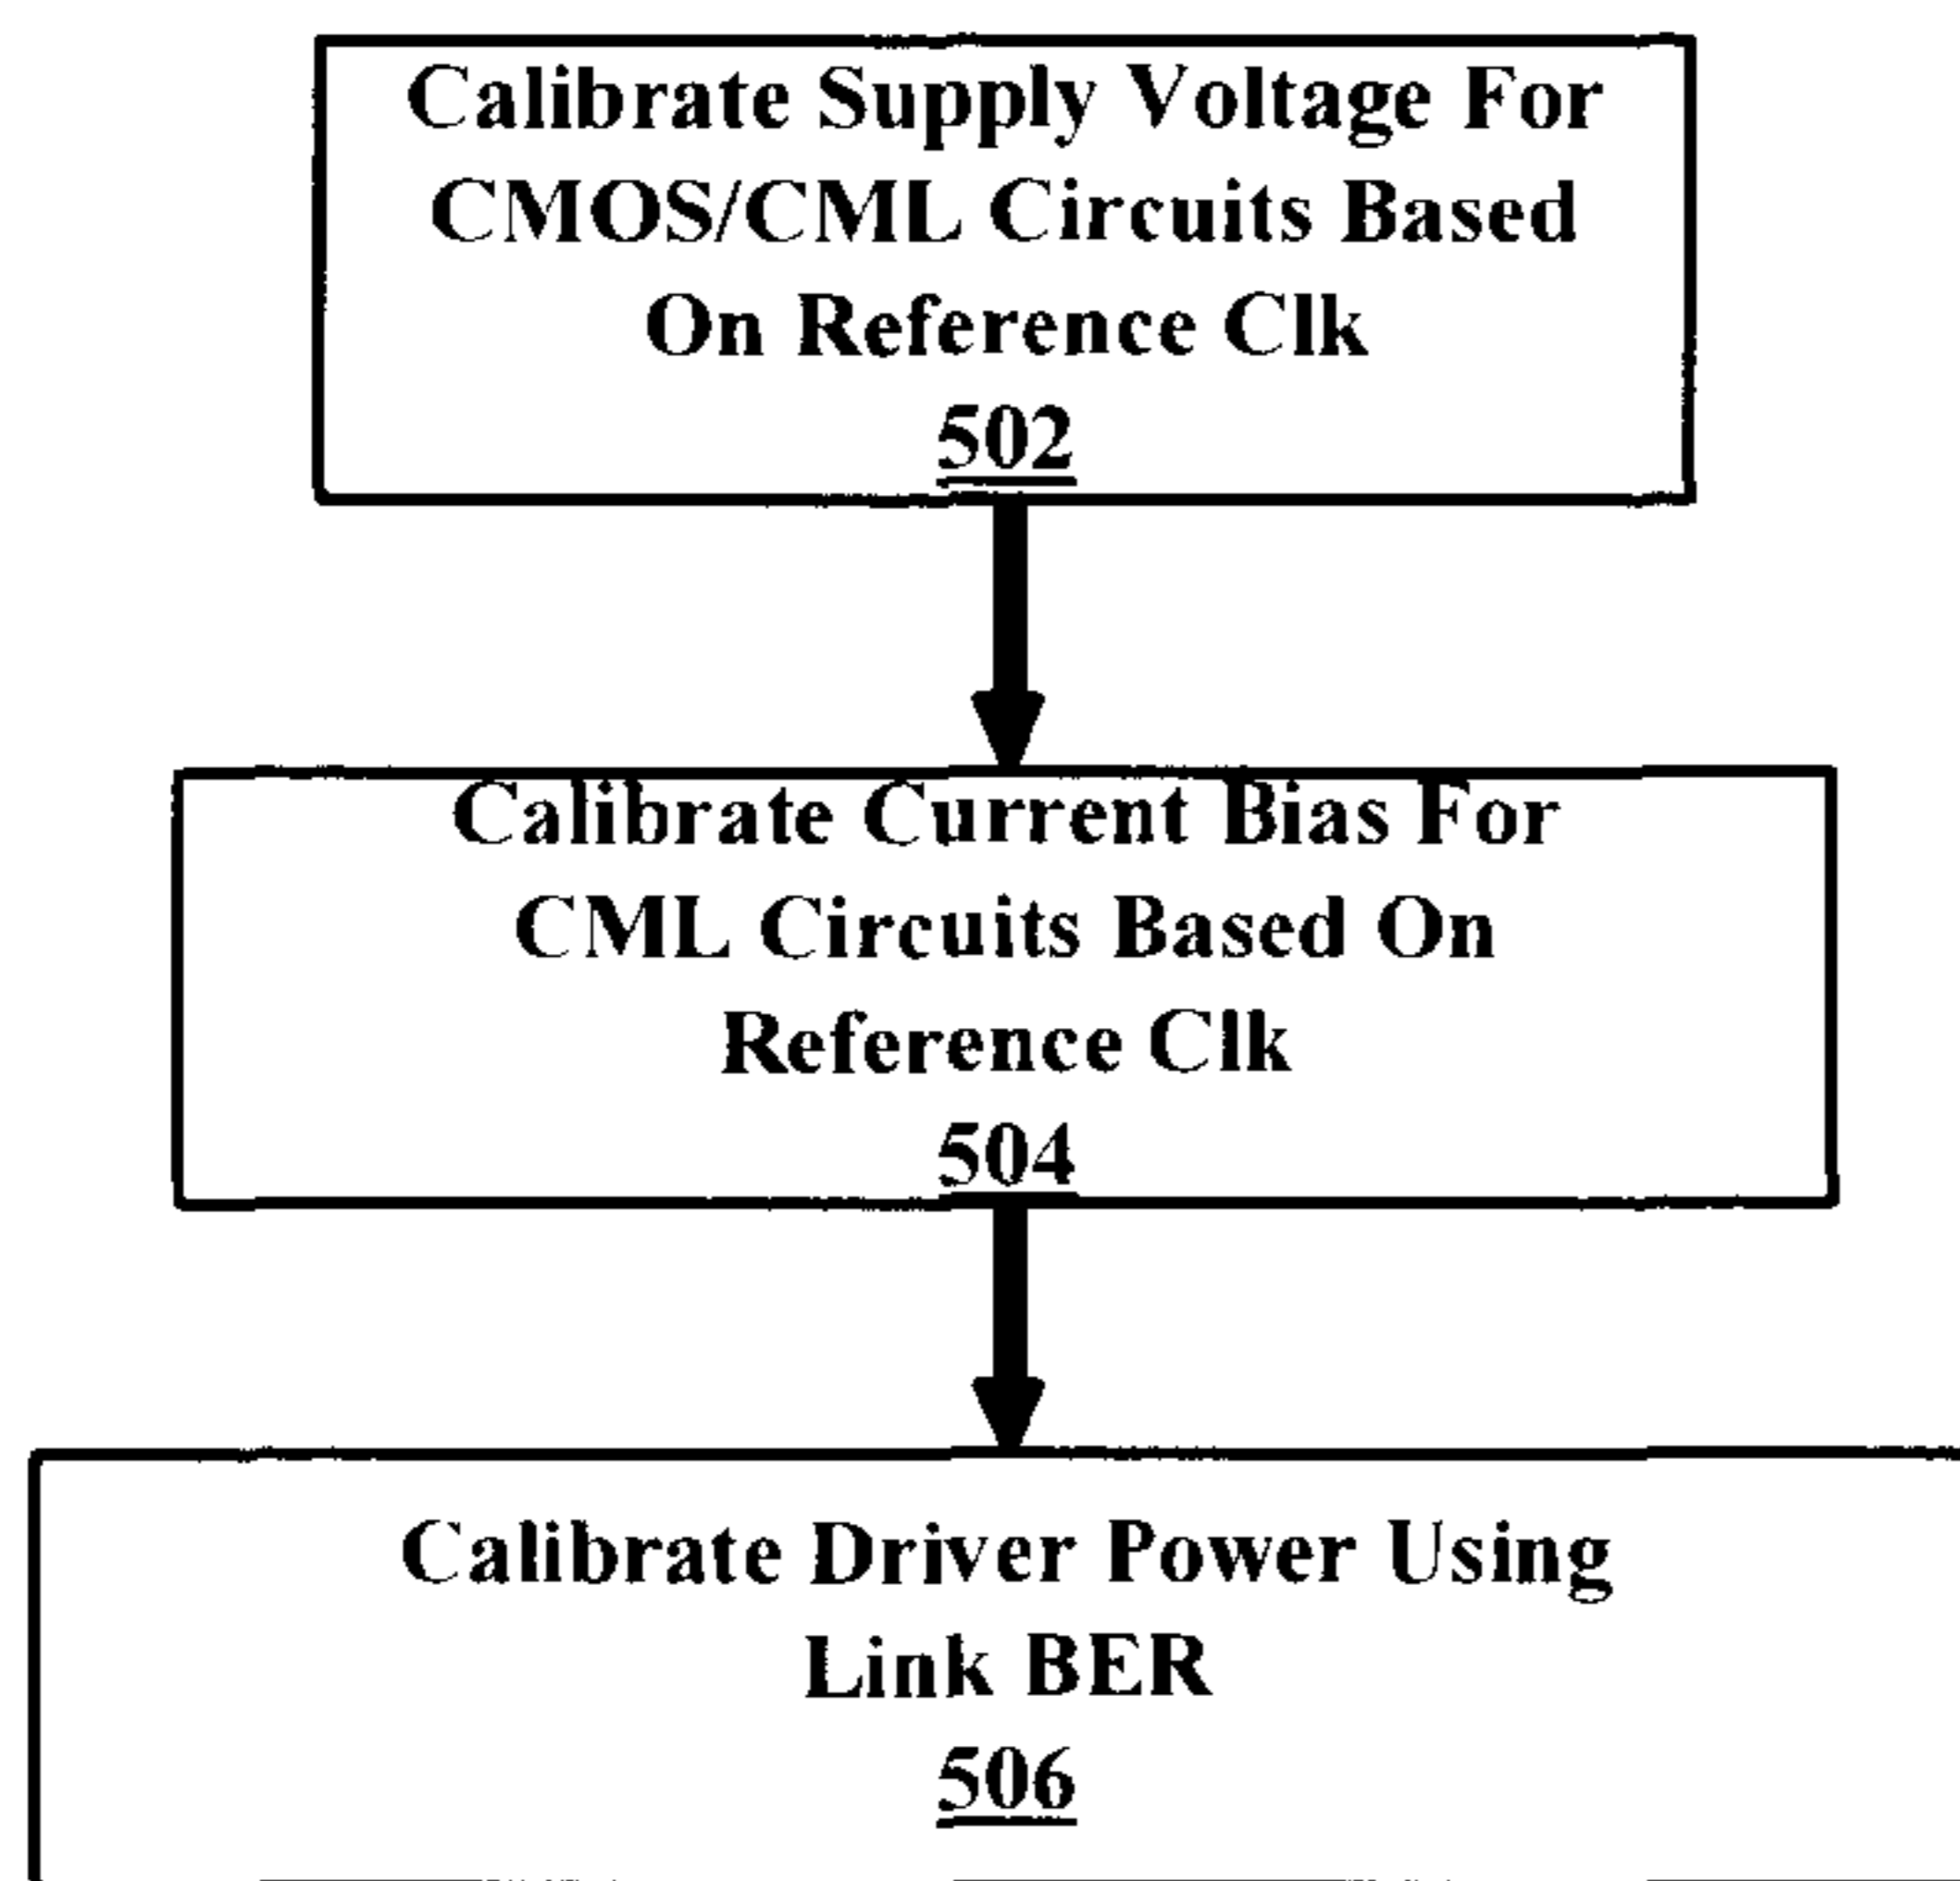 Calibrate Supply Voltage For
CMOS/CML Circuits Based
On Reference Clk
502
Calibrate Current Bias For
CML Circuits Based On
Reference Clk
504
Calibrate Driver Power Using
Link BER
506